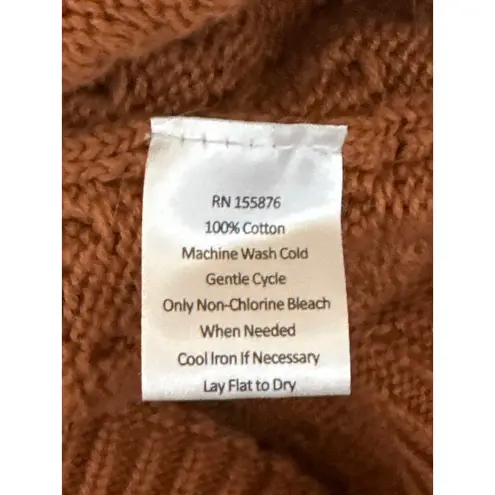 RN 155876
100% Cotton
Machine Wash Cold
Gentle Cycle
Only Non-Chlorine Bleach
When Needed
Cool Iron If Necessary
Lay Flat to Dry